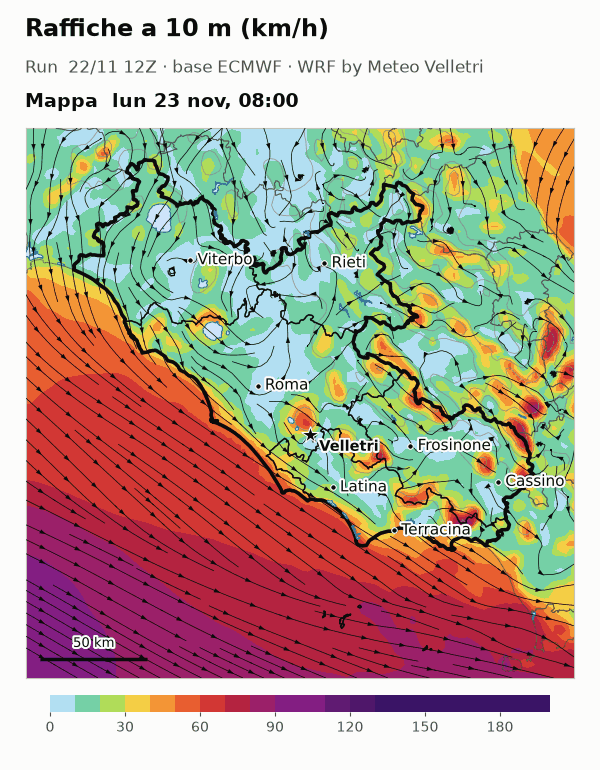 Raffiche a 10 m (km/h)
Run  22/11 12Z · base ECMWF · WRF by Meteo Velletri
Mappa  lun 23 nov, 08:00
Viterbo
Rieti
Roma
Velletri
Frosinone
Cassino
Latina
Terracina
50 km
0 30 60 90 120 150 180